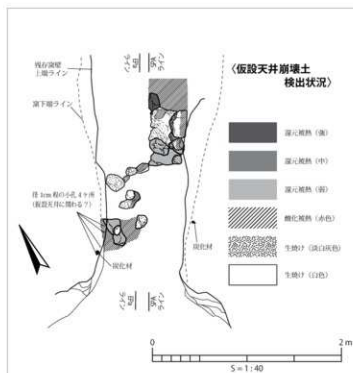 〈仮設天井崩壊土
検出状況〉
残存窯壁
上端ライン
窯下端ライン
径1cm程の小孔4ヶ所
(仮設天井に関わる?)
炭化材
炭化材
還元被熱(強)
還元被熱(中)
還元被熱(弱)
酸化被熱(赤色)
生焼け(淡白灰色)
生焼け(白色)
0
2 m
S = 1 : 40